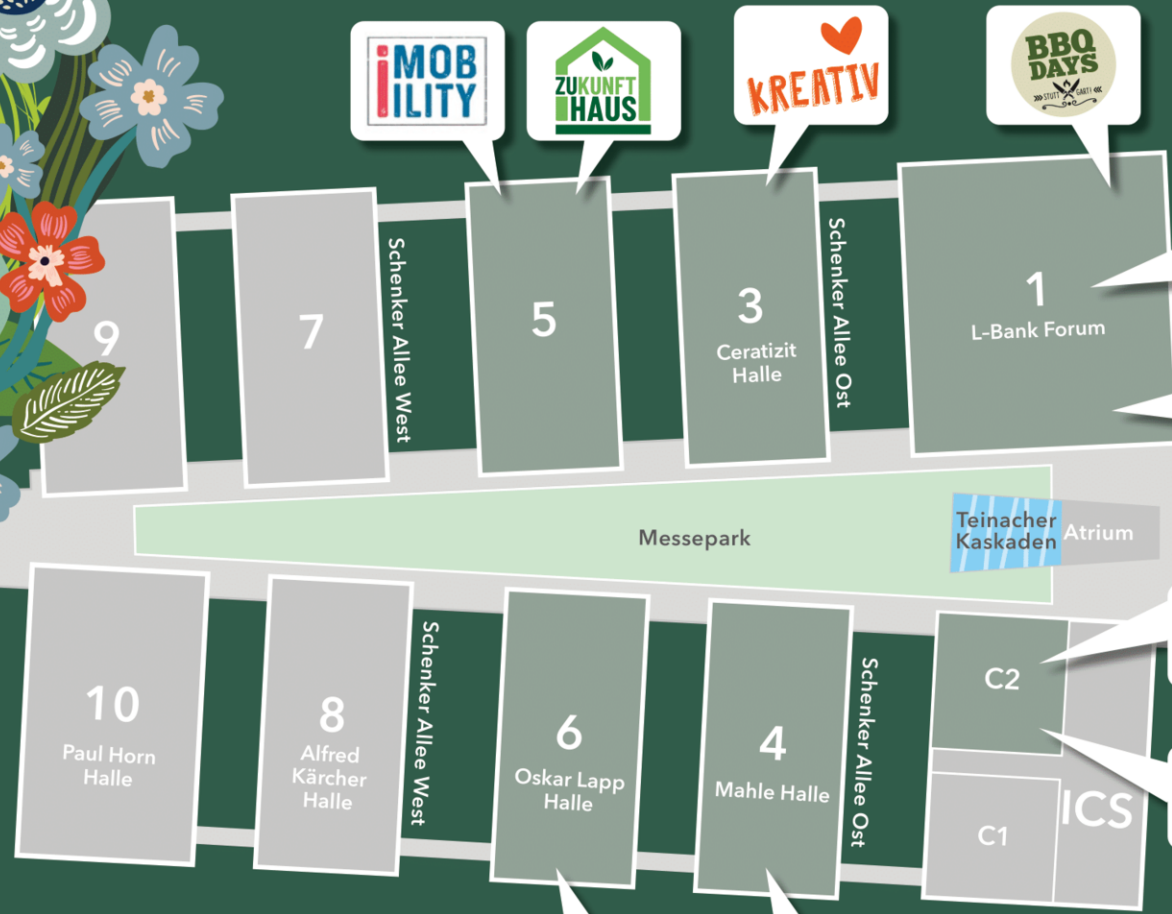 iMOB
ILITY
ZUKUNFT
HAUS
KREATIV
BBQ
DAYS
STUTTGART
9
7
Schenker Allee West
5
3
Ceratizit
Halle
Schenker Allee Ost
1
L-Bank Forum
Messepark
Teinacher
Kaskaden
Atrium
10
Paul Horn
Halle
8
Alfred
Kärcher
Halle
Schenker Allee West
6
Oskar Lapp
Halle
4
Mahle Halle
Schenker Allee Ost
C2
C1
ICS